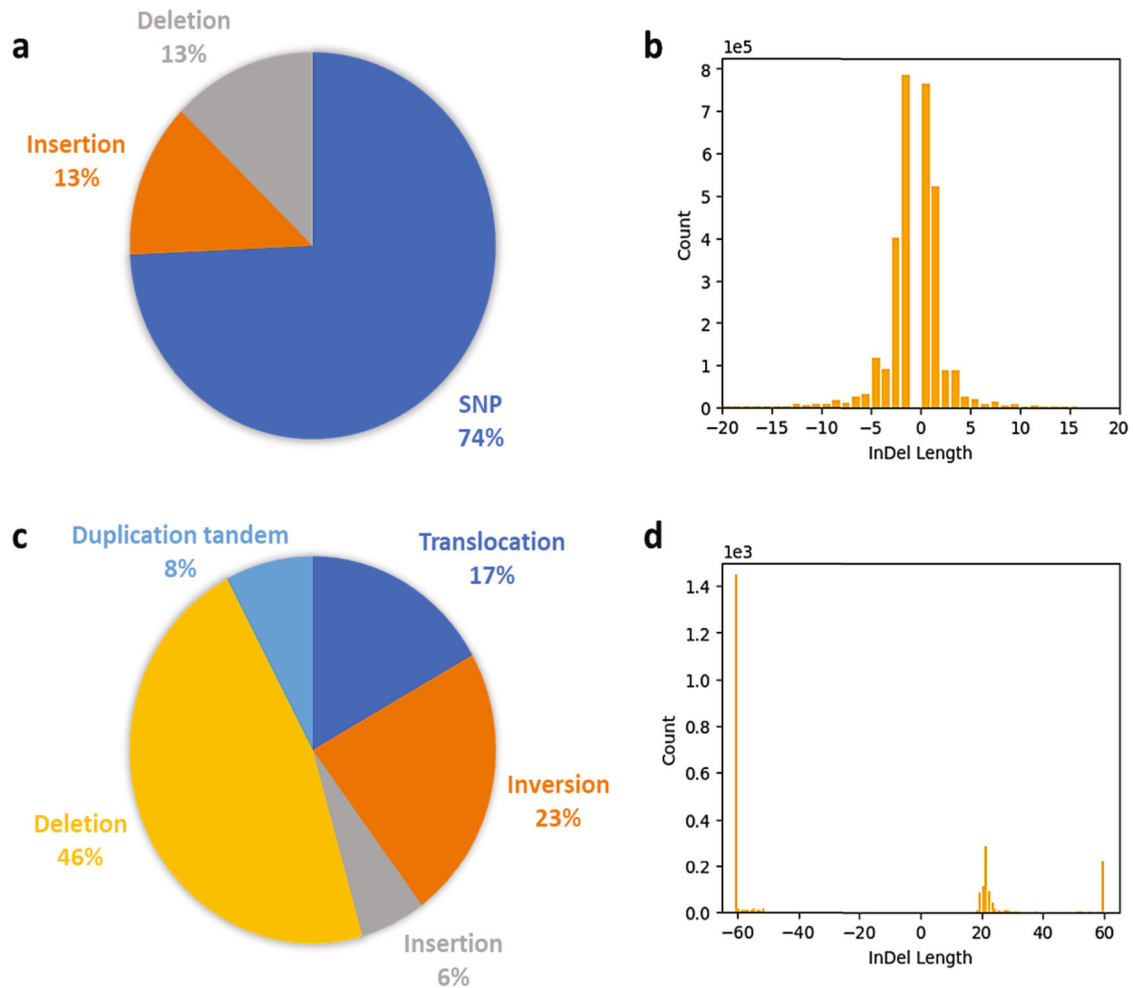 a
Deletion
13%
Insertion
13%
SNP
74%
b
1e5
8
7
6
5
4
3
2
1
0
Count
−20 −15 −10 −5 0 5 10 15 20
InDel Length
c
Duplication tandem
8%
Translocation
17%
Inversion
23%
Deletion
46%
Insertion
6%
d
1e3
1.4
1.2
1.0
0.8
0.6
0.4
0.2
0.0
Count
−60 −40 −20 0 20 40 60
InDel Length